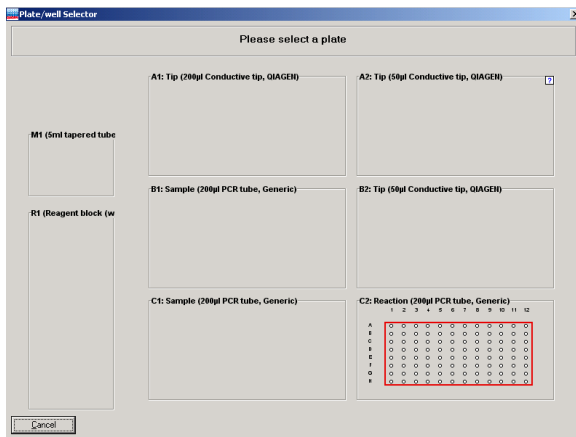 Plate/well Selector
Please select a plate
A1: Tip (200µl Conductive tip, QIAGEN)
A2: Tip (50µl Conductive tip, QIAGEN)
?
M1 (5ml tapered tube
B1: Sample (200µl PCR tube, Generic)
B2: Tip (50µl Conductive tip, QIAGEN)
R1 (Reagent block (w
C1: Sample (200µl PCR tube, Generic)
C2: Reaction (200µl PCR tube, Generic)
1 2 3 4 5 6 7 8 9 10 11 12
A
B
C
D
E
F
G
H
Cancel